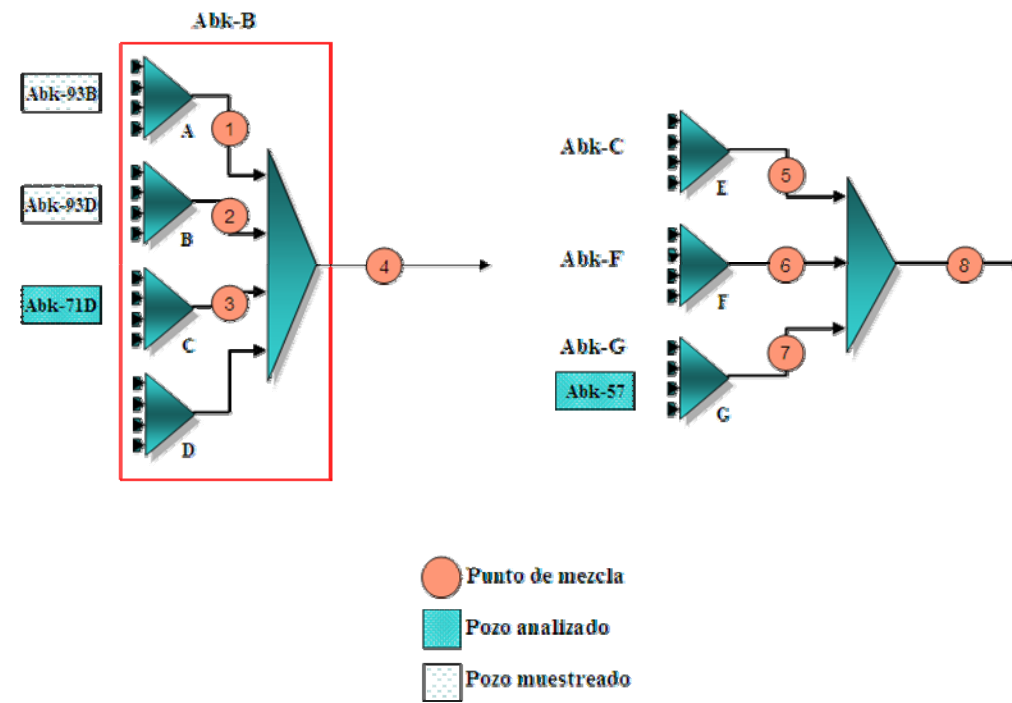 Abk-B
Abk-93B
A
1
Abk-93D
B
2
Abk-71D
C
3
D
4
Abk-C
E
5
Abk-F
F
6
Abk-G
Abk-57
G
7
8
Punto de mezcla
Pozo analizado
Pozo muestreado